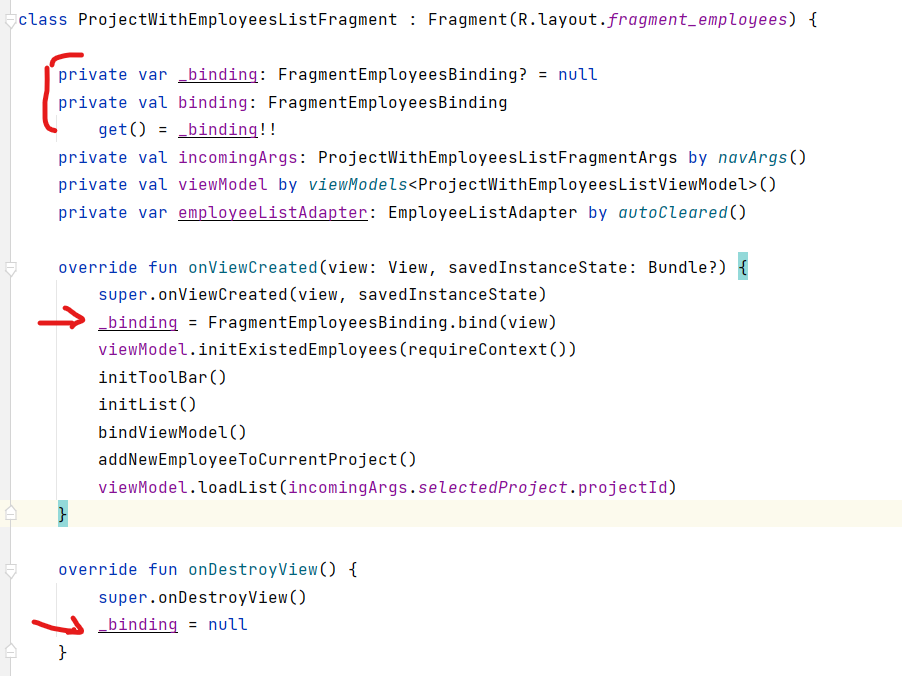 class ProjectWithEmployeesListFragment : Fragment(R.layout.fragment_employees) {
private var _binding: FragmentEmployeesBinding? = null
private val binding: FragmentEmployeesBinding
get() = _binding!!
private val incomingArgs: ProjectWithEmployeesListFragmentArgs by navArgs()
private val viewModel by viewModels<ProjectWithEmployeesListViewModel>()
private var employeeListAdapter: EmployeeListAdapter by autoCleared()
override fun onViewCreated(view: View, savedInstanceState: Bundle?) {
super.onViewCreated(view, savedInstanceState)
_binding = FragmentEmployeesBinding.bind(view)
viewModel.initExistedEmployees(requireContext())
initToolBar()
initList()
bindViewModel()
addNewEmployeeToCurrentProject()
viewModel.loadList(incomingArgs.selectedProject.projectId)
}
override fun onDestroyView() {
super.onDestroyView()
_binding = null
}